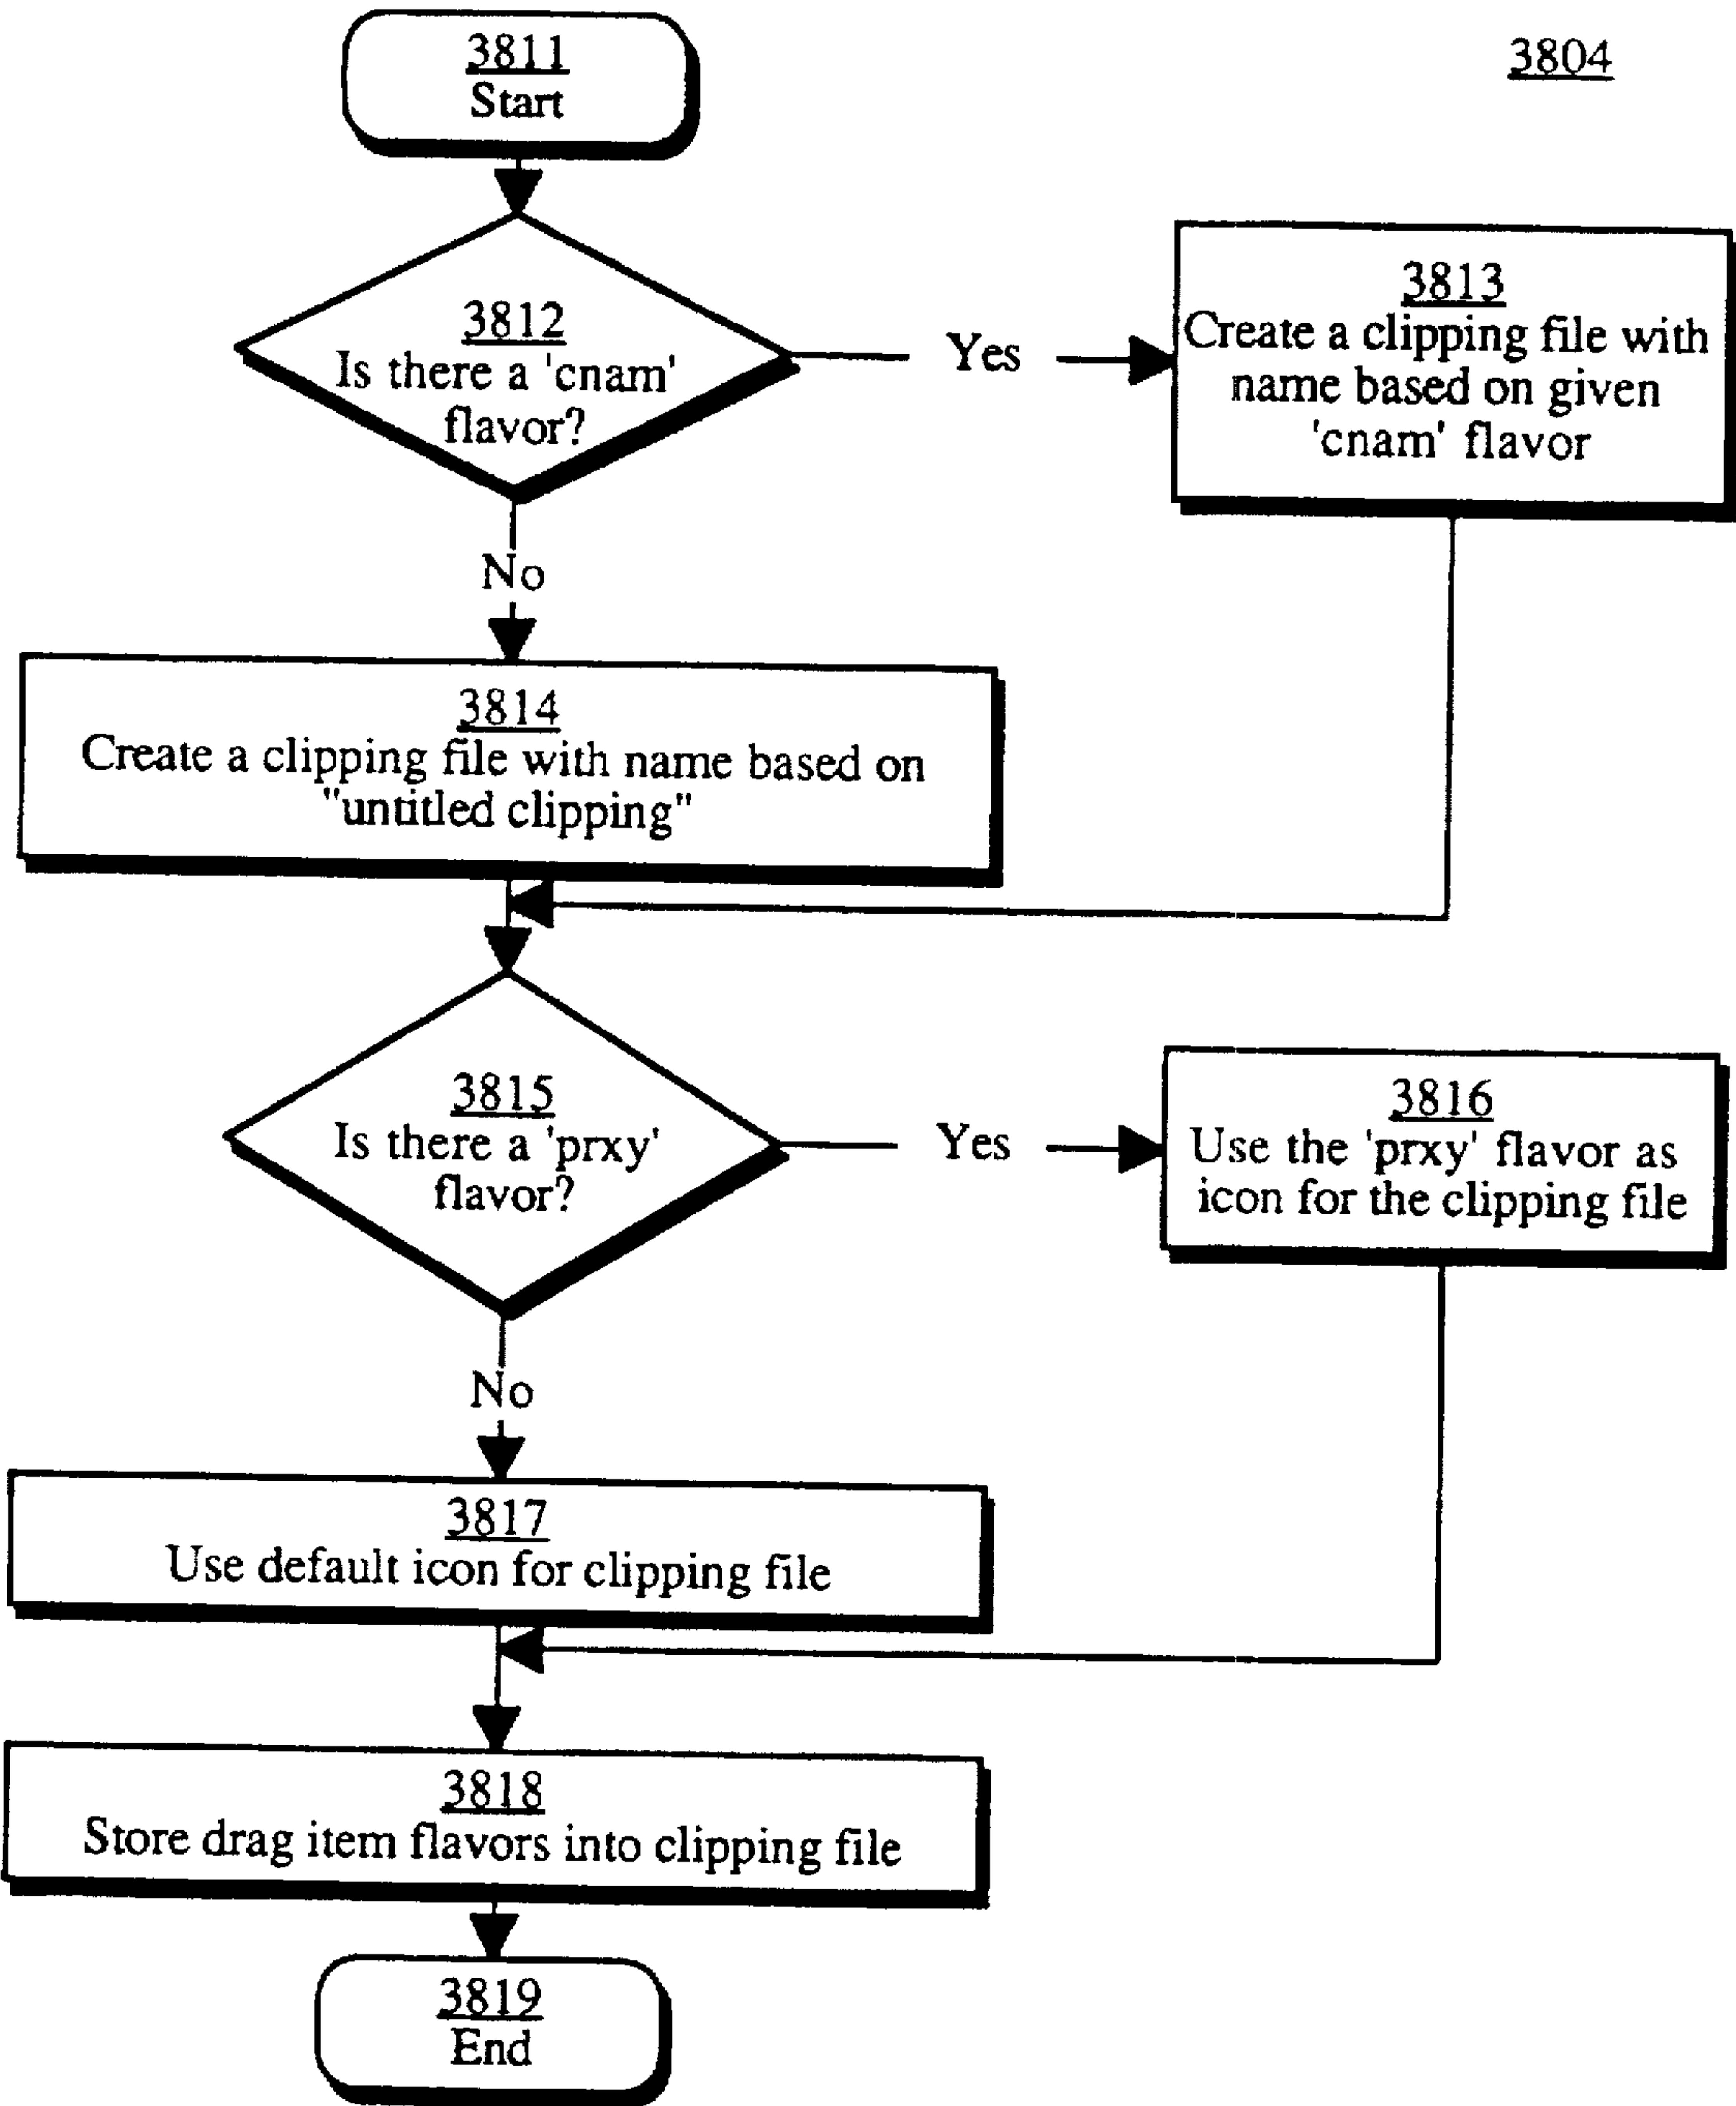 3804
3811
Start
3812
Is there a 'cnam'
flavor?
Yes
3813
Create a clipping file with
name based on given
'cnam' flavor
No
3814
Create a clipping file with name based on
"untitled clipping"
3815
Is there a 'prxy'
flavor?
Yes
3816
Use the 'prxy' flavor as
icon for the clipping file
No
3817
Use default icon for clipping file
3818
Store drag item flavors into clipping file
3819
End